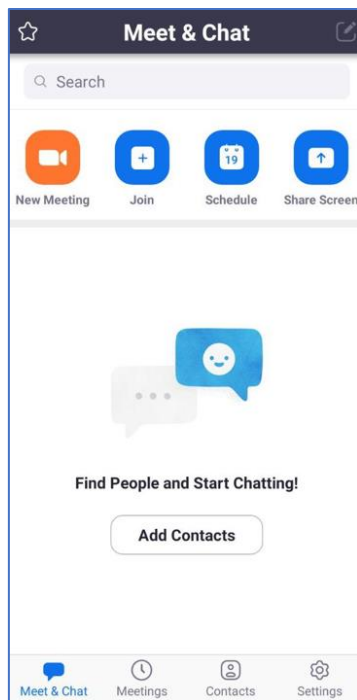 Meet & Chat
Search
19
New Meeting Join Schedule Share Screen
Find People and Start Chatting!
Add Contacts
Meet & Chat Meetings Contacts Settings